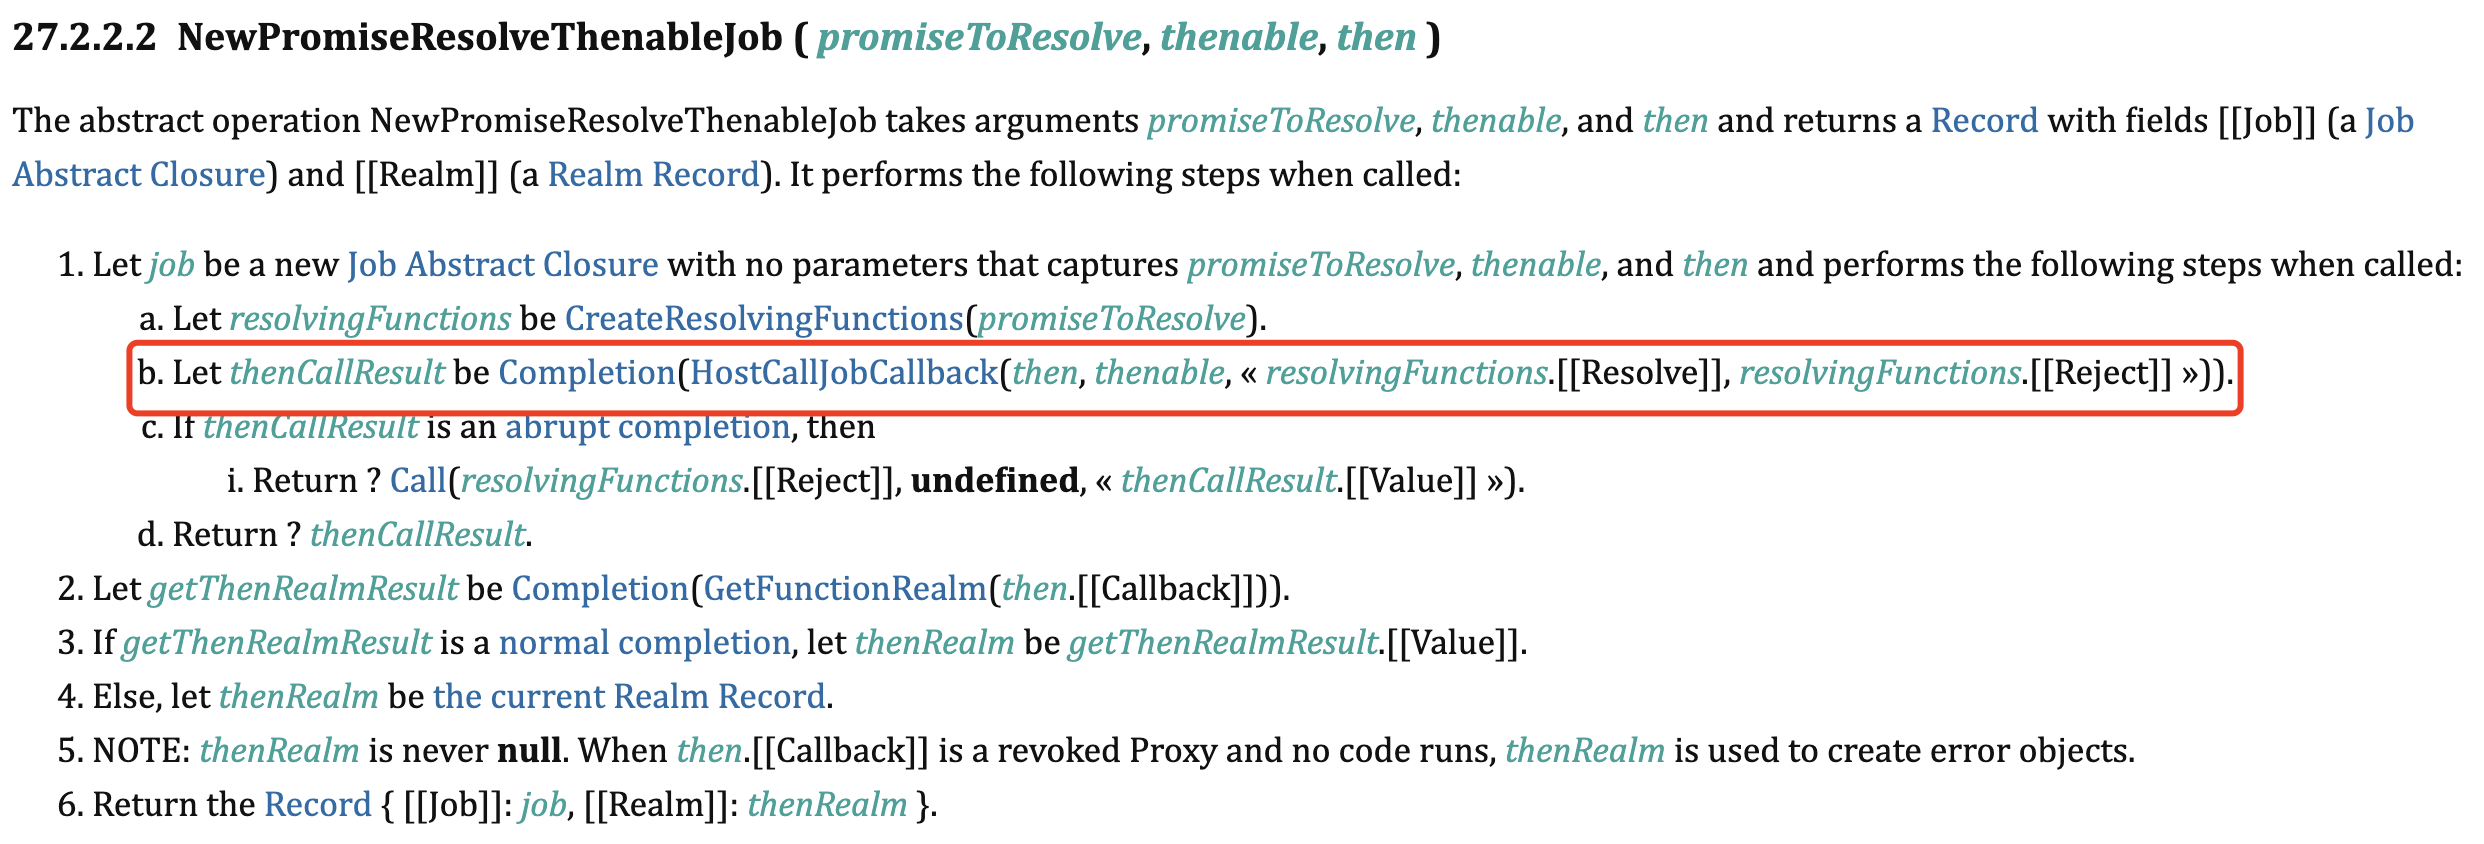 27.2.2.2 NewPromiseResolveThenableJob ( promiseToResolve, thenable, then )
The abstract operation NewPromiseResolveThenableJob takes arguments promiseToResolve, thenable, and then and returns a Record with fields [[Job]] (a Job
Abstract Closure) and [[Realm]] (a Realm Record). It performs the following steps when called:
1. Let job be a new Job Abstract Closure with no parameters that captures promiseToResolve, thenable, and then and performs the following steps when called:
a. Let resolvingFunctions be CreateResolvingFunctions(promiseToResolve).
b. Let thenCallResult be Completion(HostCallJobCallback(then, thenable, « resolvingFunctions.[[Resolve]], resolvingFunctions.[[Reject]] »)).
c. If thenCallResult is an abrupt completion, then
i. Return ? Call(resolvingFunctions.[[Reject]], undefined, « thenCallResult.[[Value]] »).
d. Return ? thenCallResult.
2. Let getThenRealmResult be Completion(GetFunctionRealm(then.[[Callback]])).
3. If getThenRealmResult is a normal completion, let thenRealm be getThenRealmResult.[[Value]].
4. Else, let thenRealm be the current Realm Record.
5. NOTE: thenRealm is never null. When then.[[Callback]] is a revoked Proxy and no code runs, thenRealm is used to create error objects.
6. Return the Record { [[Job]]: job, [[Realm]]: thenRealm }.